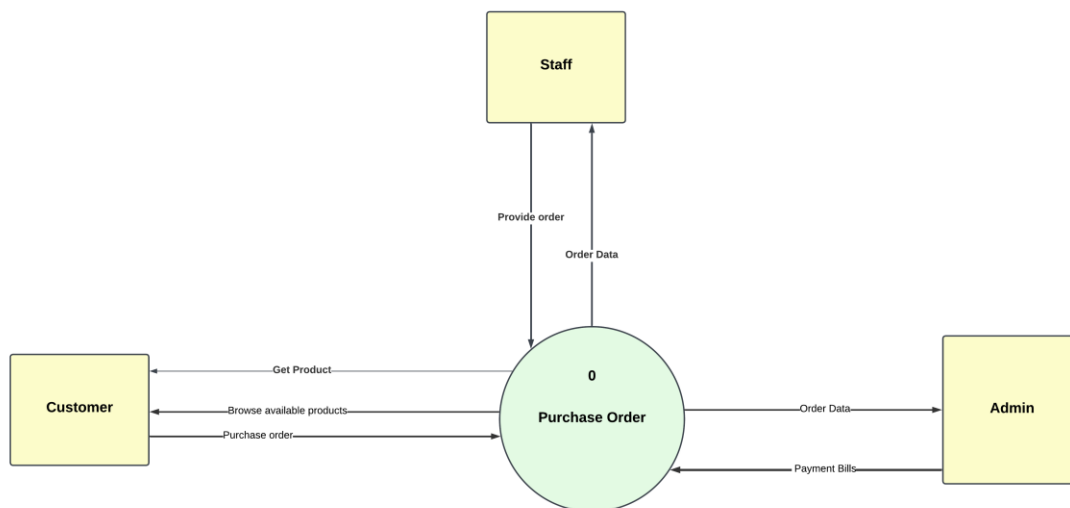 Staff
Provide order
Order Data
Get Product
0
Customer
Browse available products
Purchase Order
Order Data
Admin
Purchase order
Payment Bills